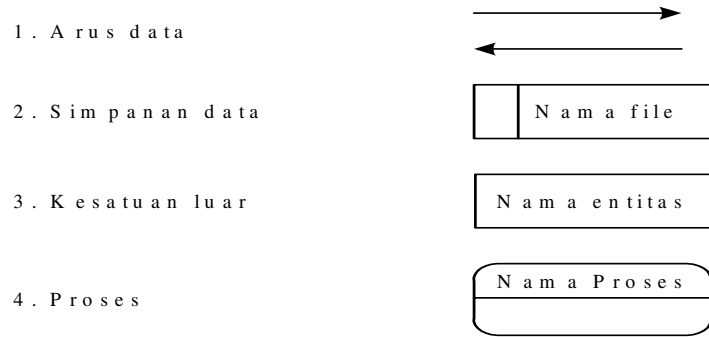 1. Arus data
2. Simpanan data
Nama file
3. Kesatuan luar
Nama entitas
4. Proses
Nama Proses